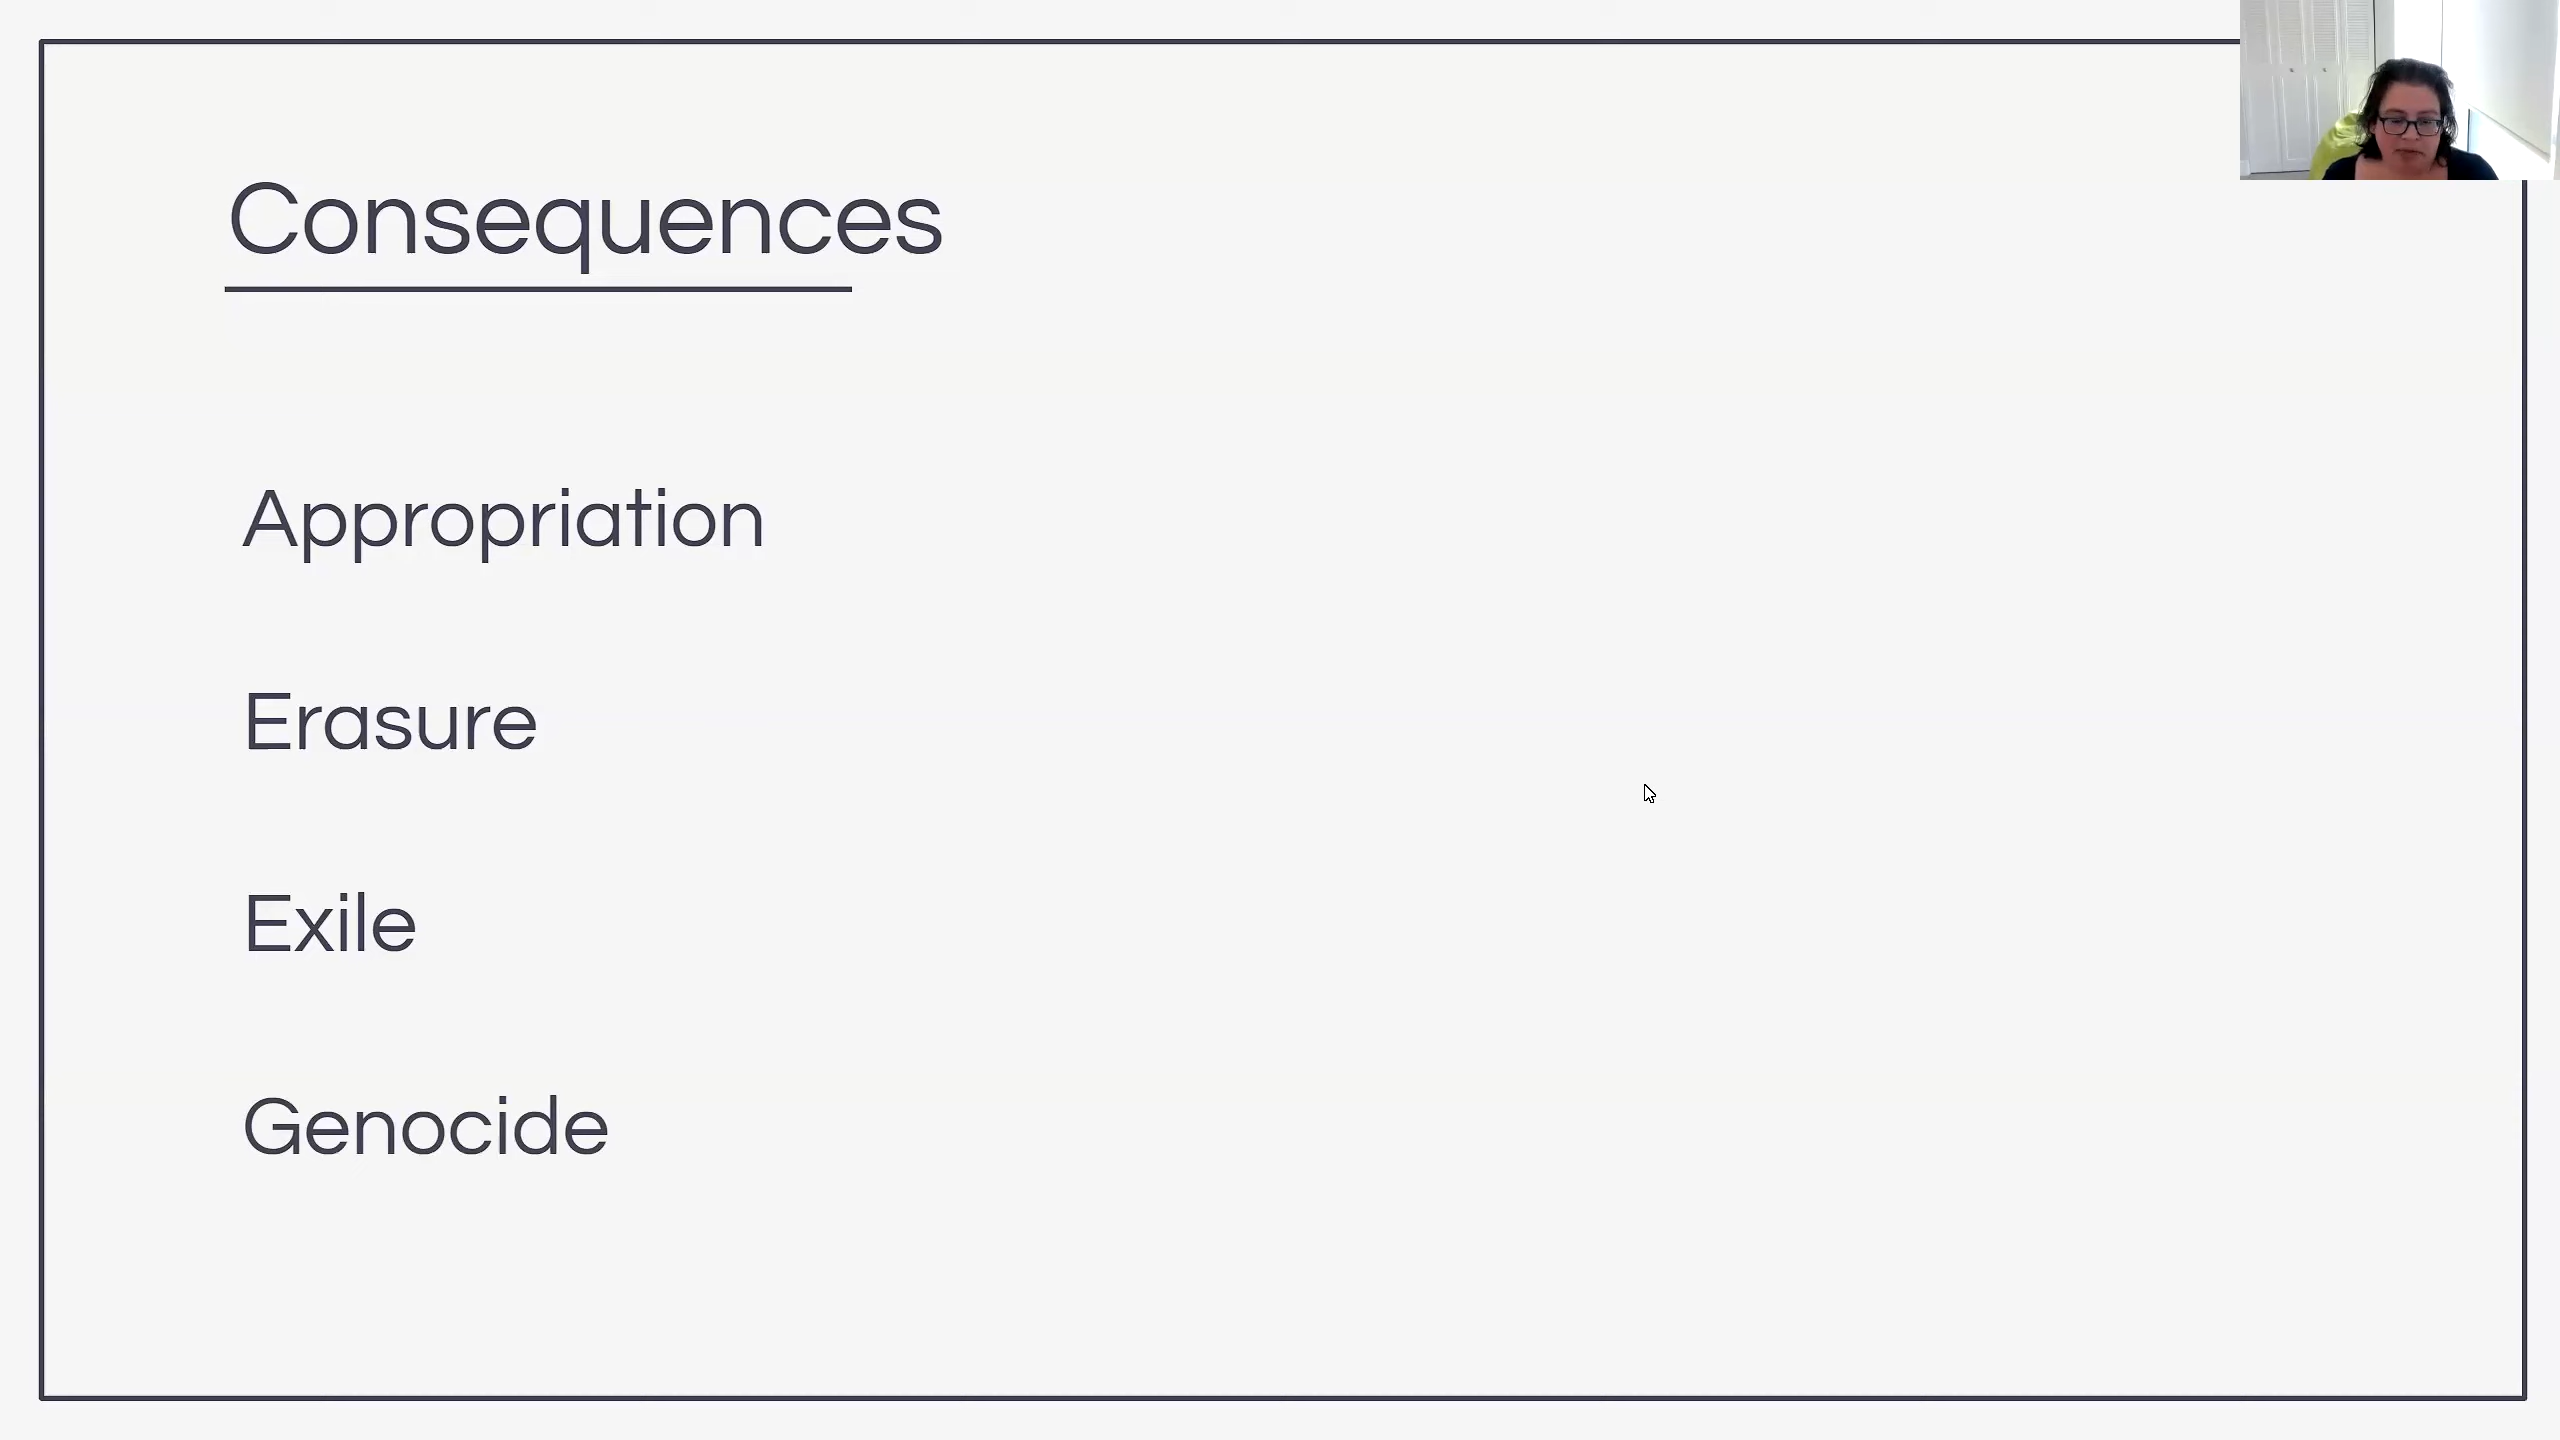 Consequences
Appropriation
Erasure
Exile
Genocide